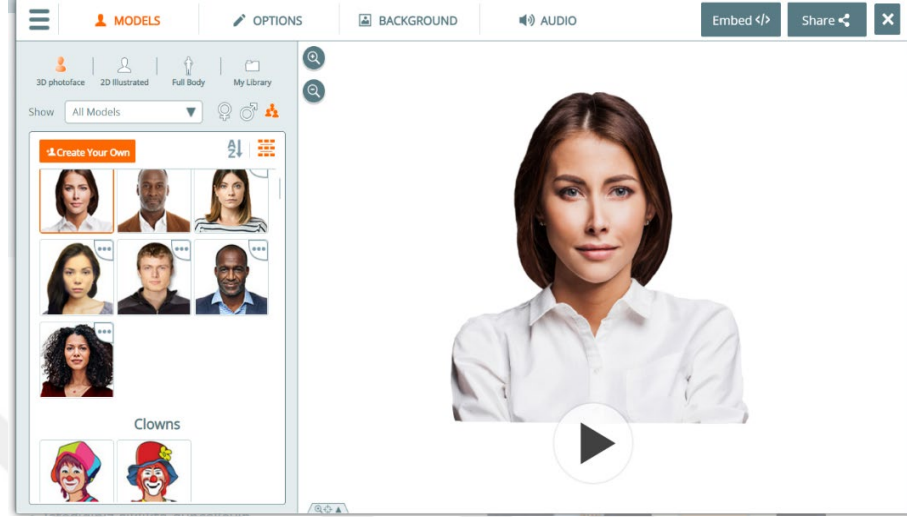 MODELS
OPTIONS
BACKGROUND
AUDIO
Embed </>
Share
3D photoface
2D Illustrated
Full Body
My Library
Show
All Models
Create Your Own
AZ
Clowns